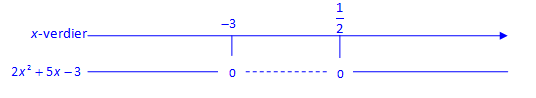 x-verdier –3 1/2
2x² + 5x – 3 0 0